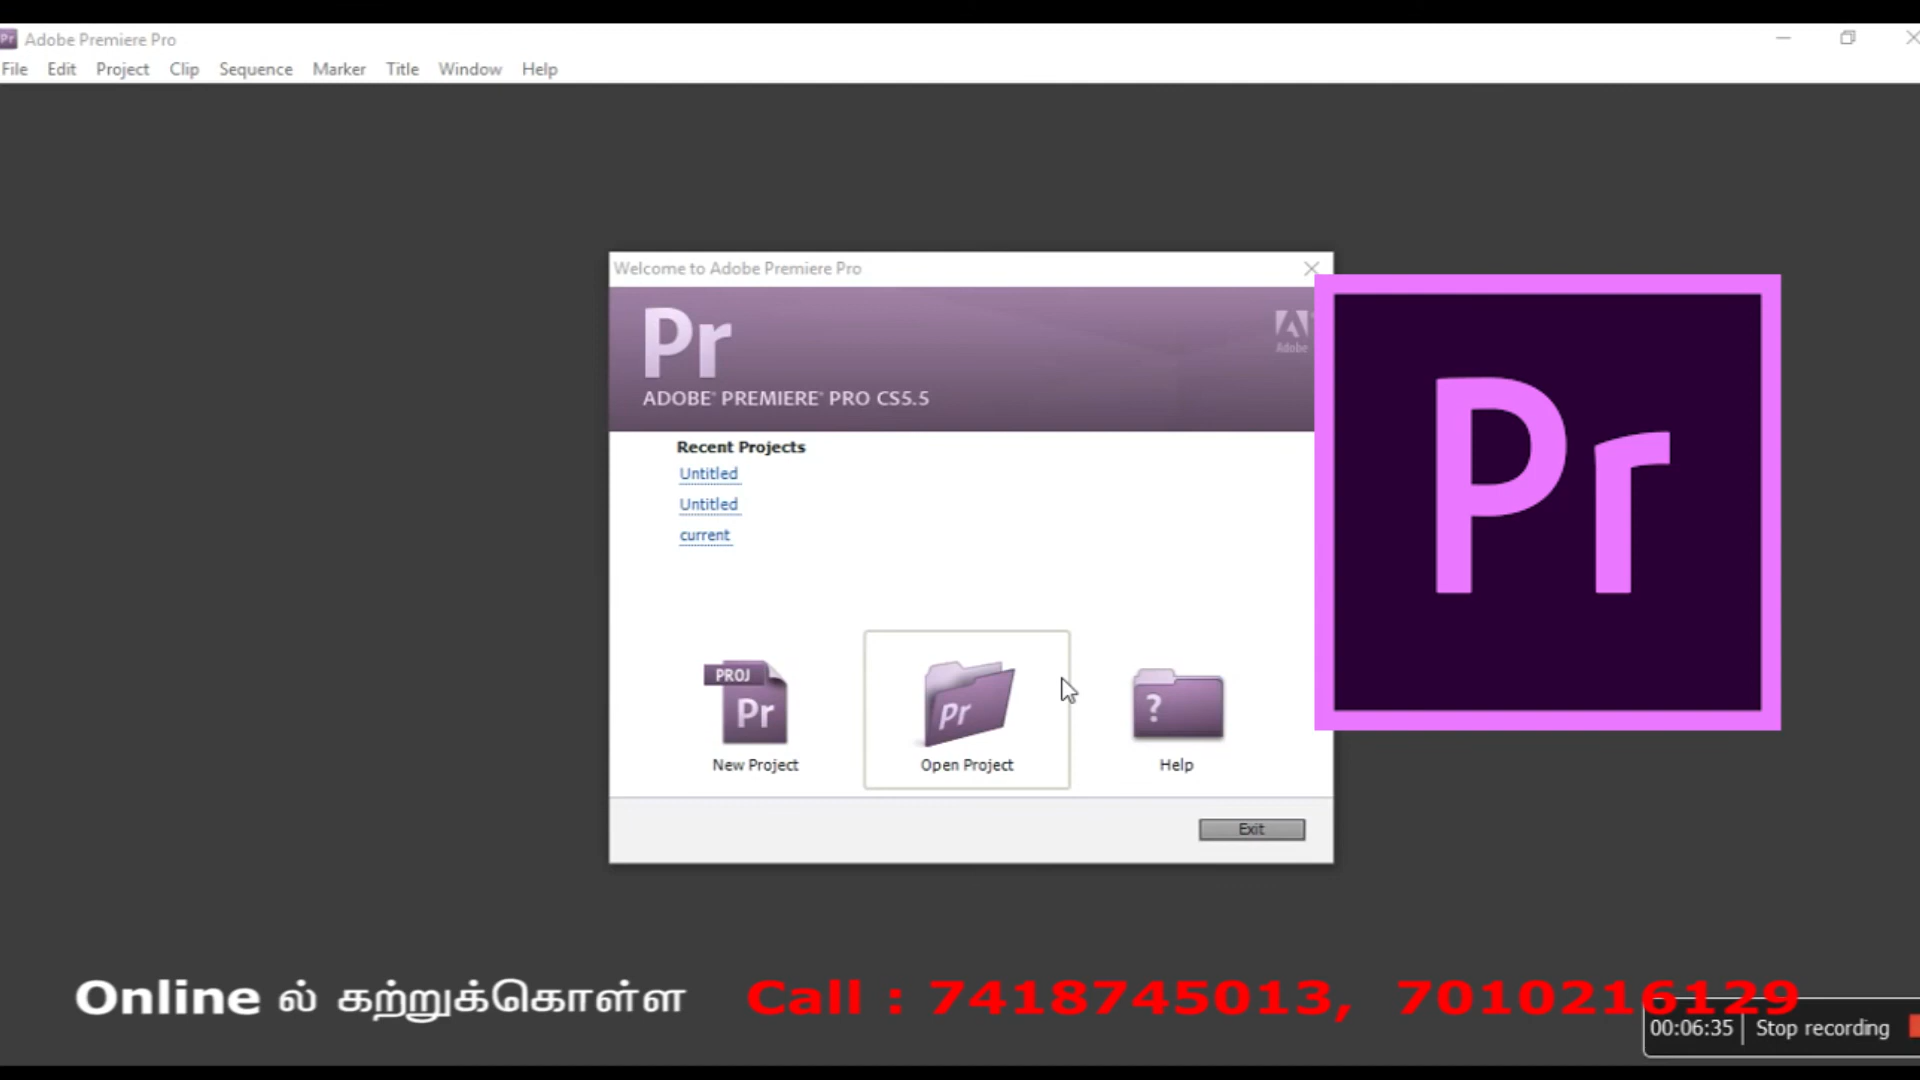 Pr Adobe Premiere Pro
File Edit Project Clip Sequence Marker Title Window Help
Welcome to Adobe Premiere Pro
Pr
Adobe
ADOBE® PREMIERE® PRO CS5.5
Recent Projects
Untitled
Untitled
current
PROJ
Pr
Pr
?
New Project Open Project Help
Exit
Pr
Online ல் கற்றுக்கொள்ள Call : 7418745013, 7010216129
00:06:35 Stop recording